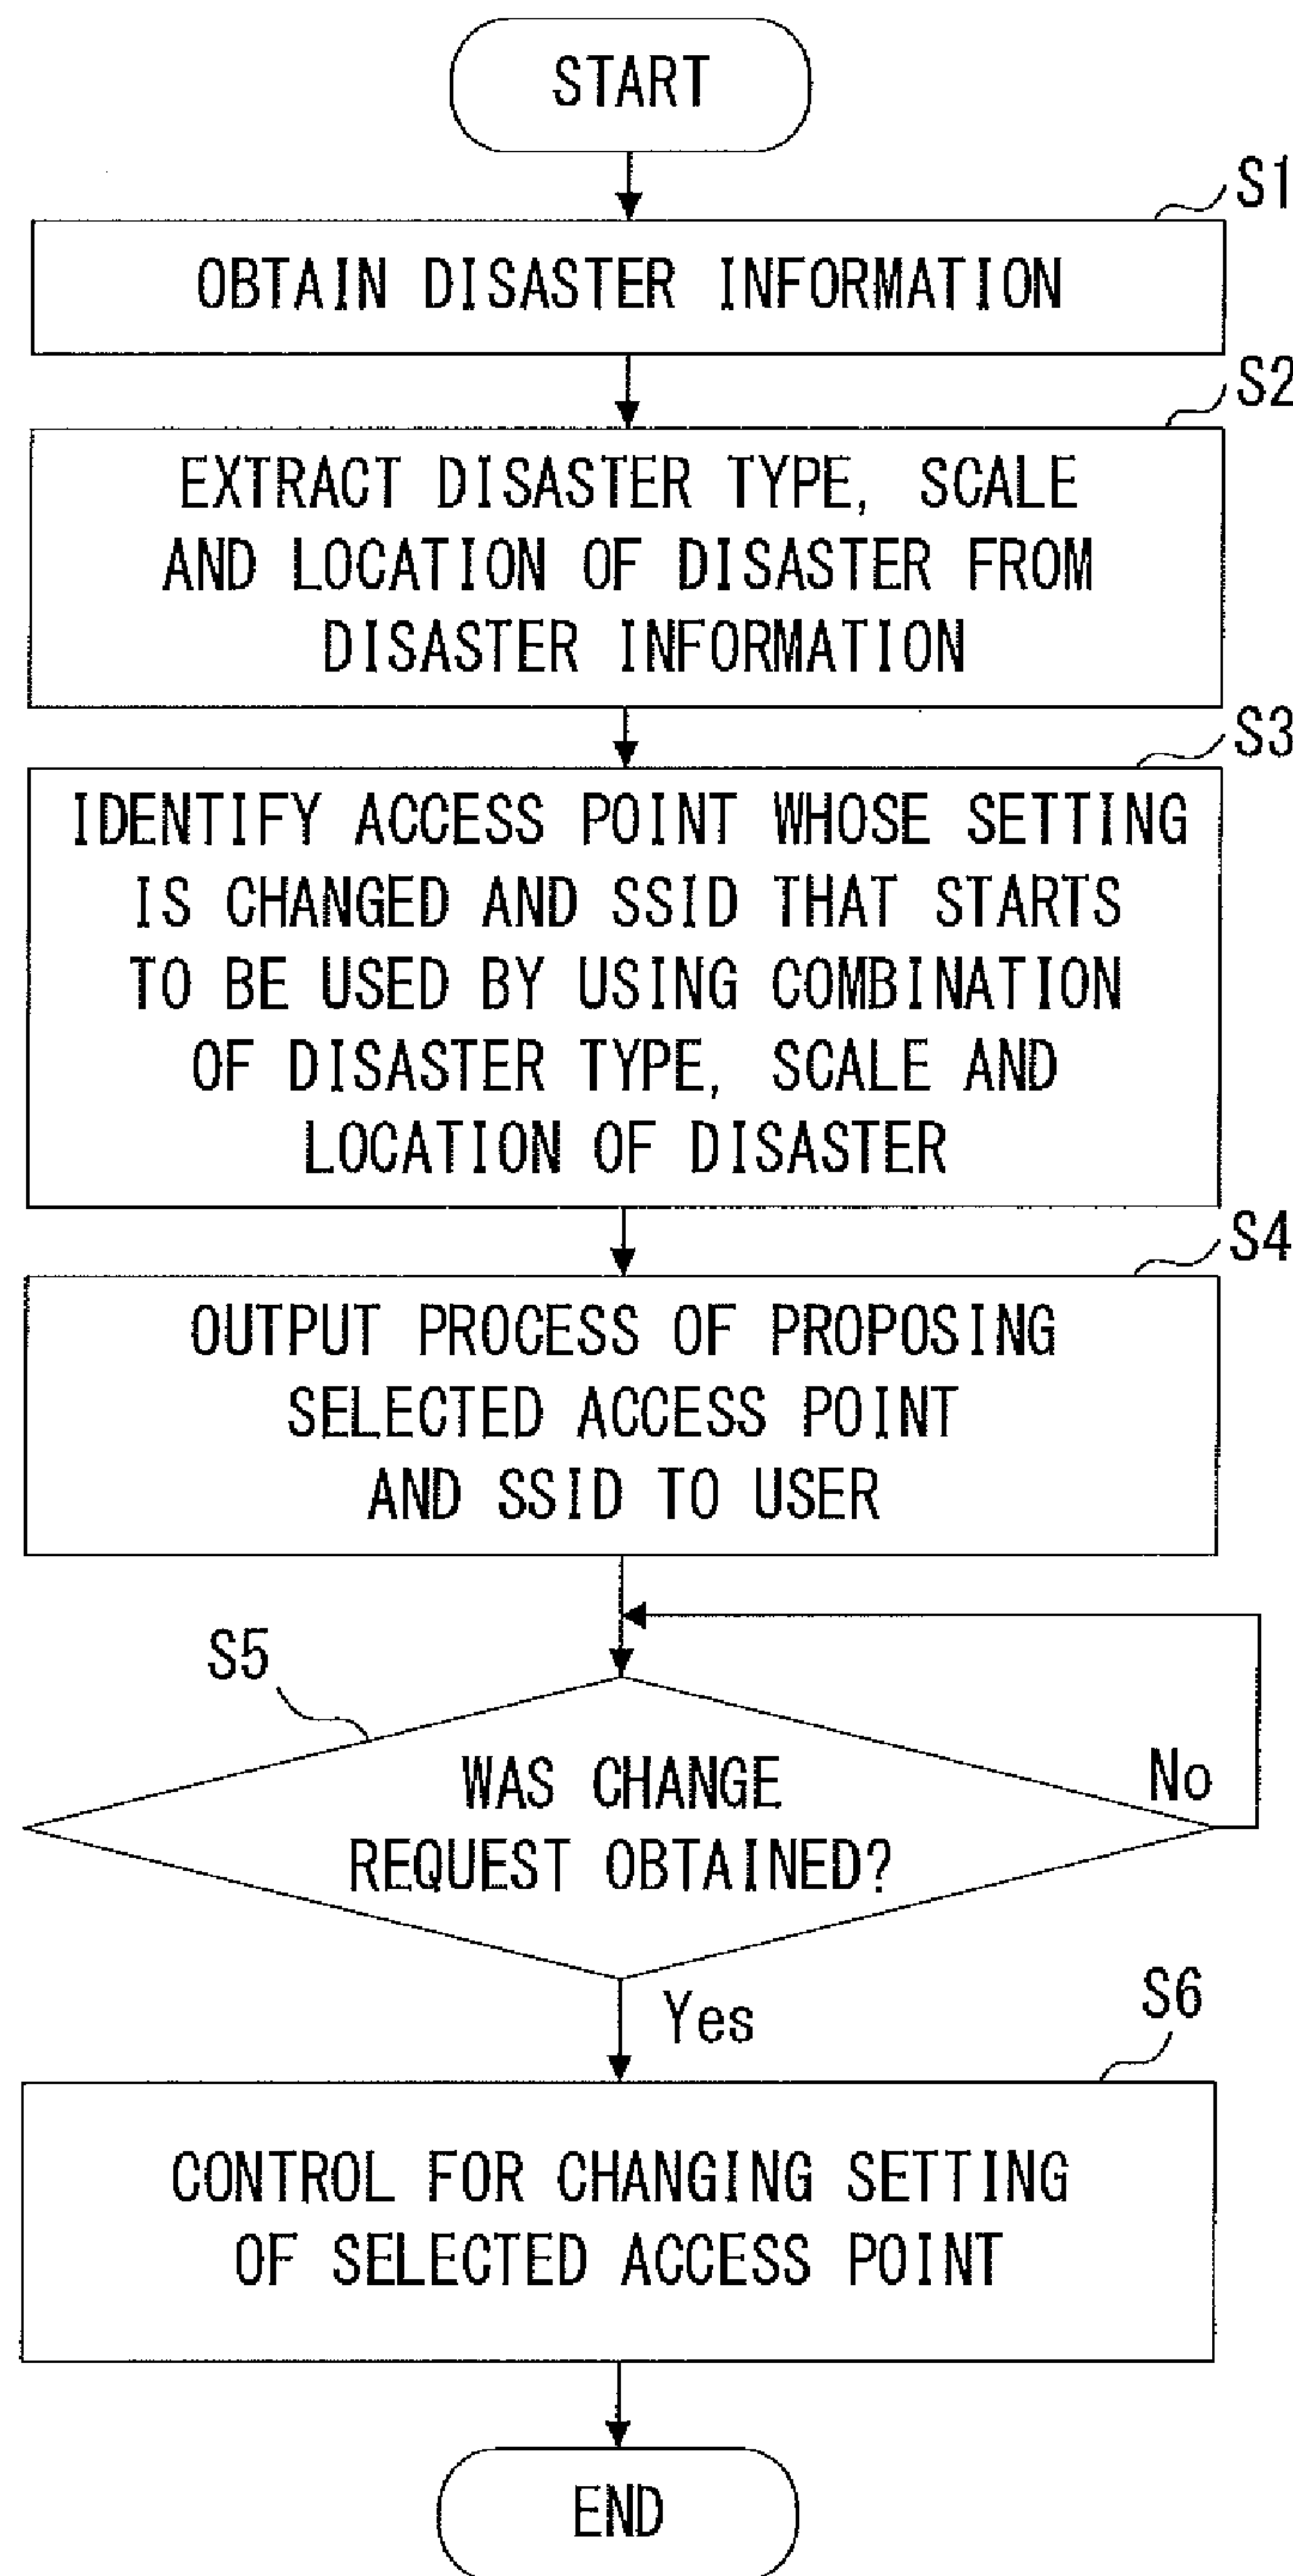 START
S1
OBTAIN DISASTER INFORMATION
S2
EXTRACT DISASTER TYPE, SCALE
AND LOCATION OF DISASTER FROM
DISASTER INFORMATION
S3
IDENTIFY ACCESS POINT WHOSE SETTING
IS CHANGED AND SSID THAT STARTS
TO BE USED BY USING COMBINATION
OF DISASTER TYPE, SCALE AND
LOCATION OF DISASTER
S4
OUTPUT PROCESS OF PROPOSING
SELECTED ACCESS POINT
AND SSID TO USER
S5
WAS CHANGE
REQUEST OBTAINED?
No
Yes
S6
CONTROL FOR CHANGING SETTING
OF SELECTED ACCESS POINT
END